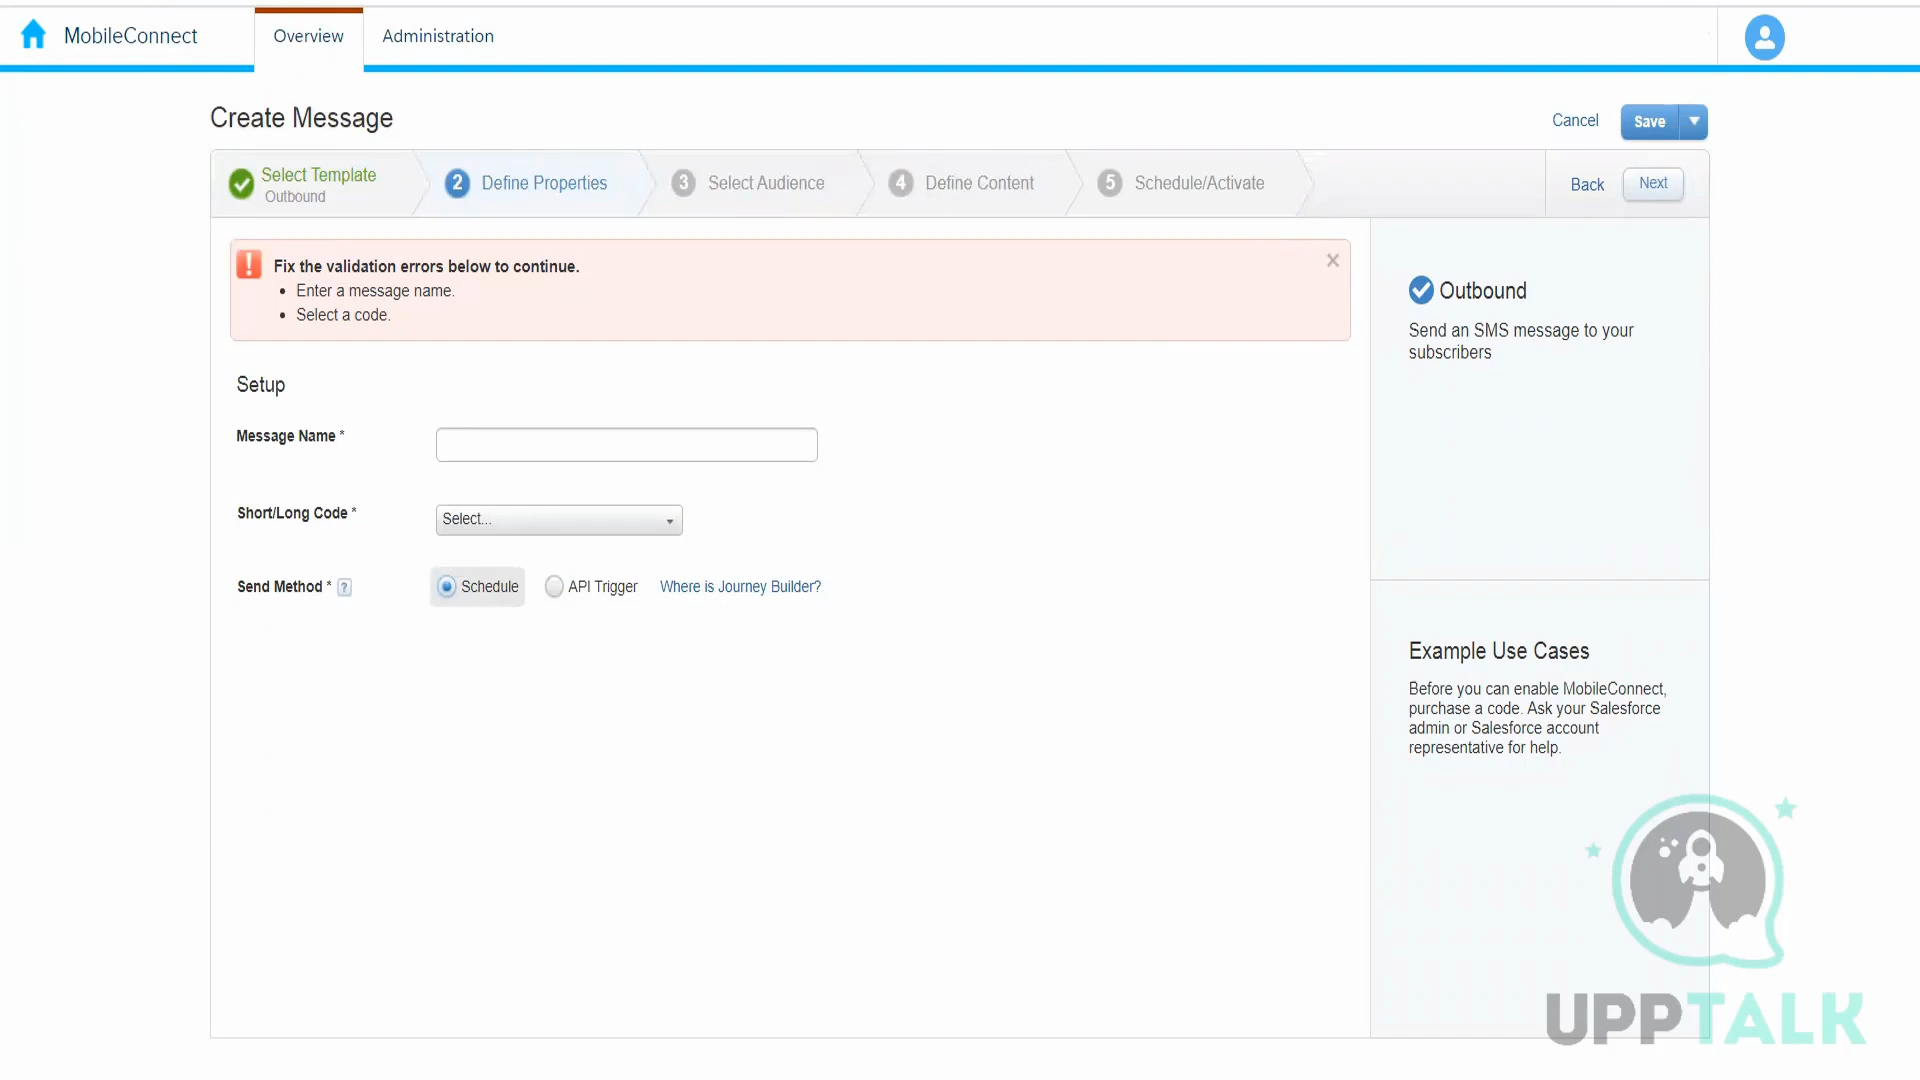 MobileConnect
Overview
Administration
Create Message
Cancel
Save
Select Template
Outbound
2 Define Properties
3 Select Audience
4 Define Content
5 Schedule/Activate
Back
Next
Fix the validation errors below to continue.
• Enter a message name.
• Select a code.
Setup
Message Name *
Short/Long Code *
Select...
Send Method * ?
Schedule
API Trigger
Where is Journey Builder?
Outbound
Send an SMS message to your
subscribers
Example Use Cases
Before you can enable MobileConnect,
purchase a code. Ask your Salesforce
admin or Salesforce account
representative for help.
UPPTALK